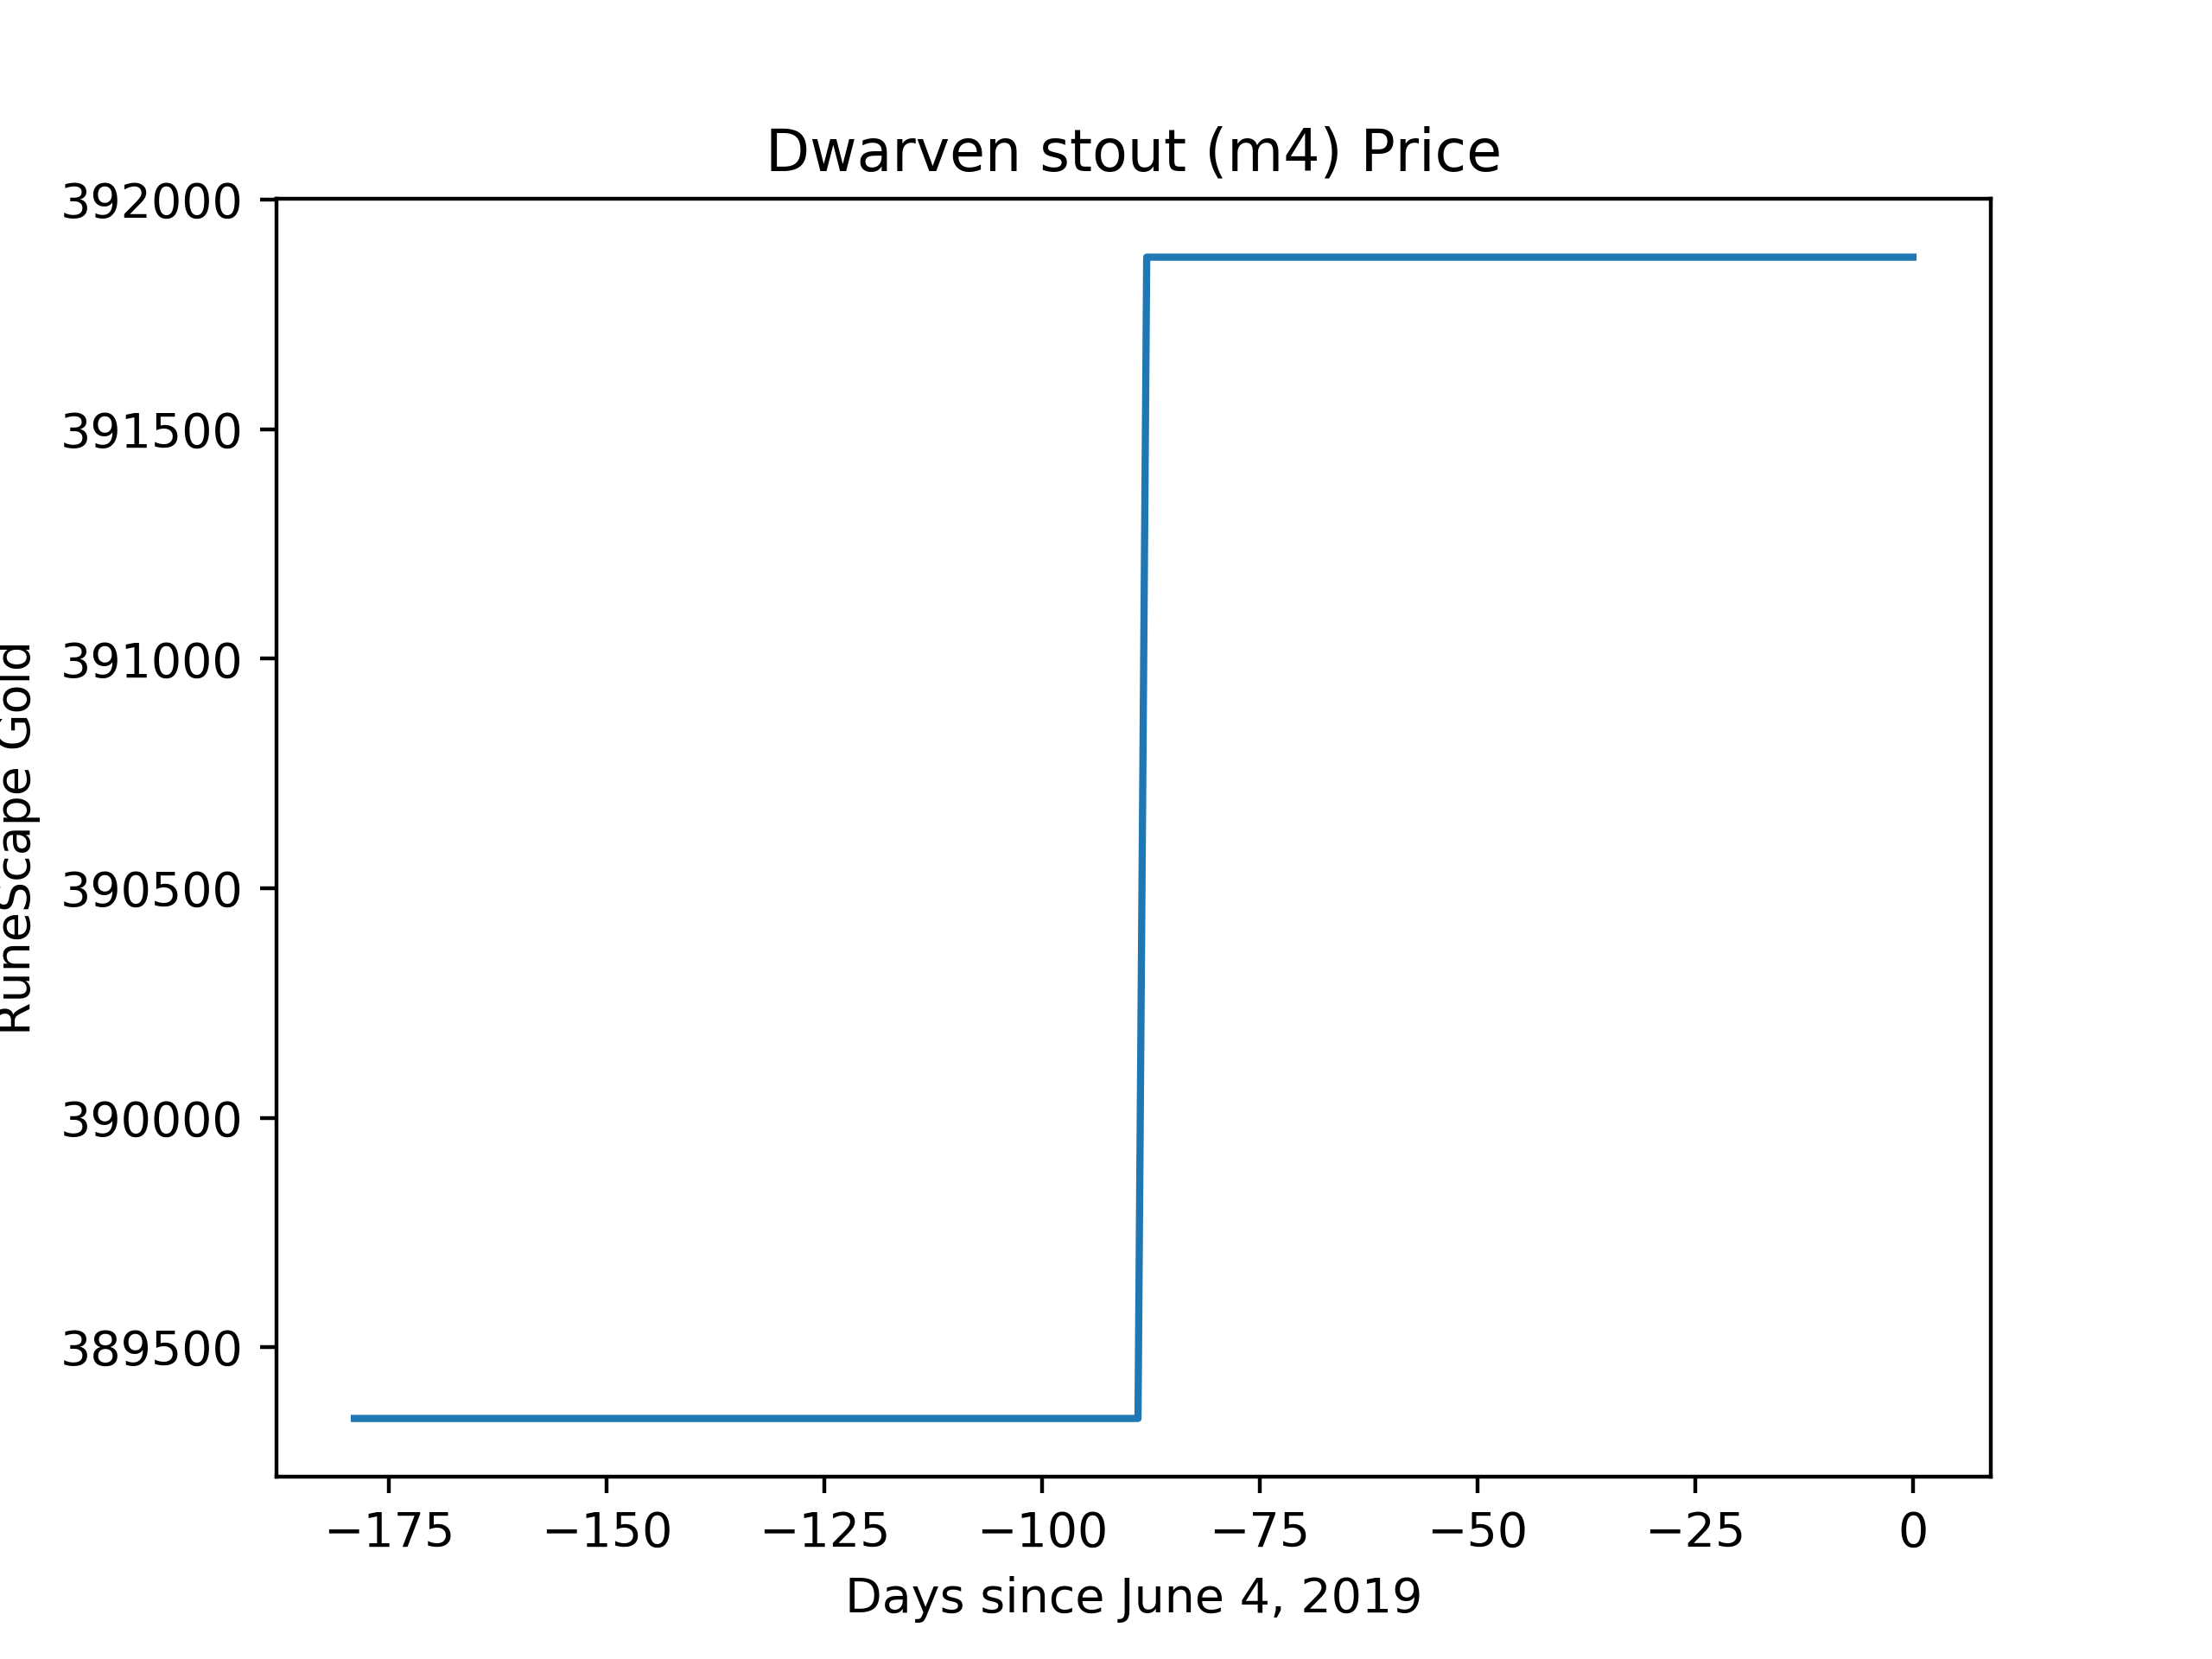 Dwarven stout (m4) Price
392000
391500
391000
390500
390000
389500
RuneScape Gold
−175 −150 −125 −100 −75 −50 −25 0
Days since June 4, 2019